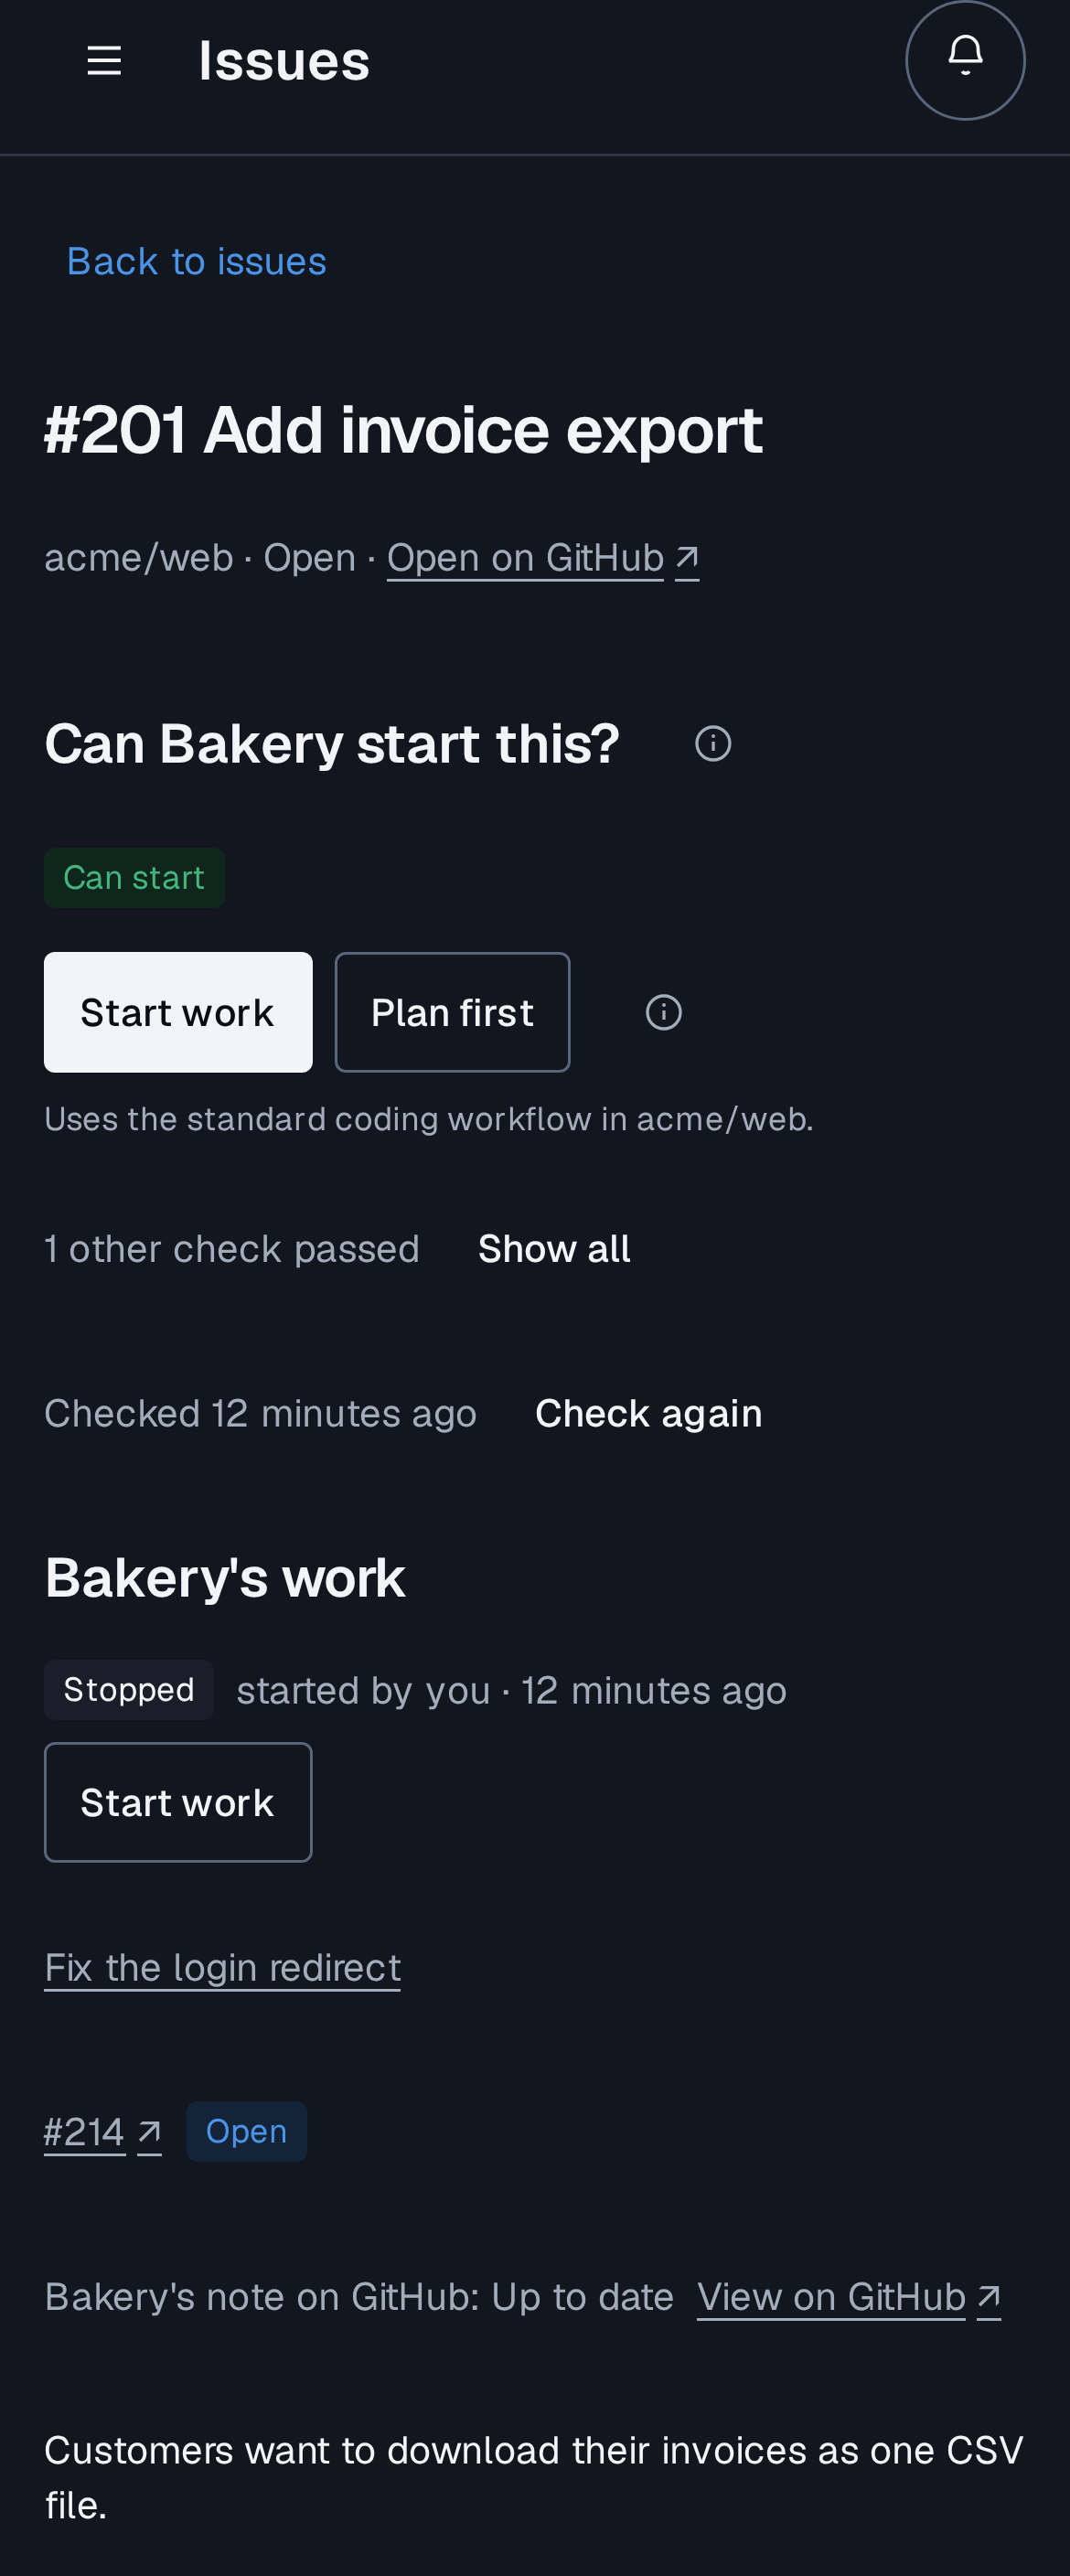 Issues
Back to issues
#201 Add invoice export
acme/web · Open · Open on GitHub ↗
Can Bakery start this?
Can start
Start work
Plan first
Uses the standard coding workflow in acme/web.
1 other check passed
Show all
Checked 12 minutes ago
Check again
Bakery's work
Stopped
started by you · 12 minutes ago
Start work
Fix the login redirect
#214 ↗
Open
Bakery's note on GitHub: Up to date
View on GitHub ↗
Customers want to download their invoices as one CSV
file.